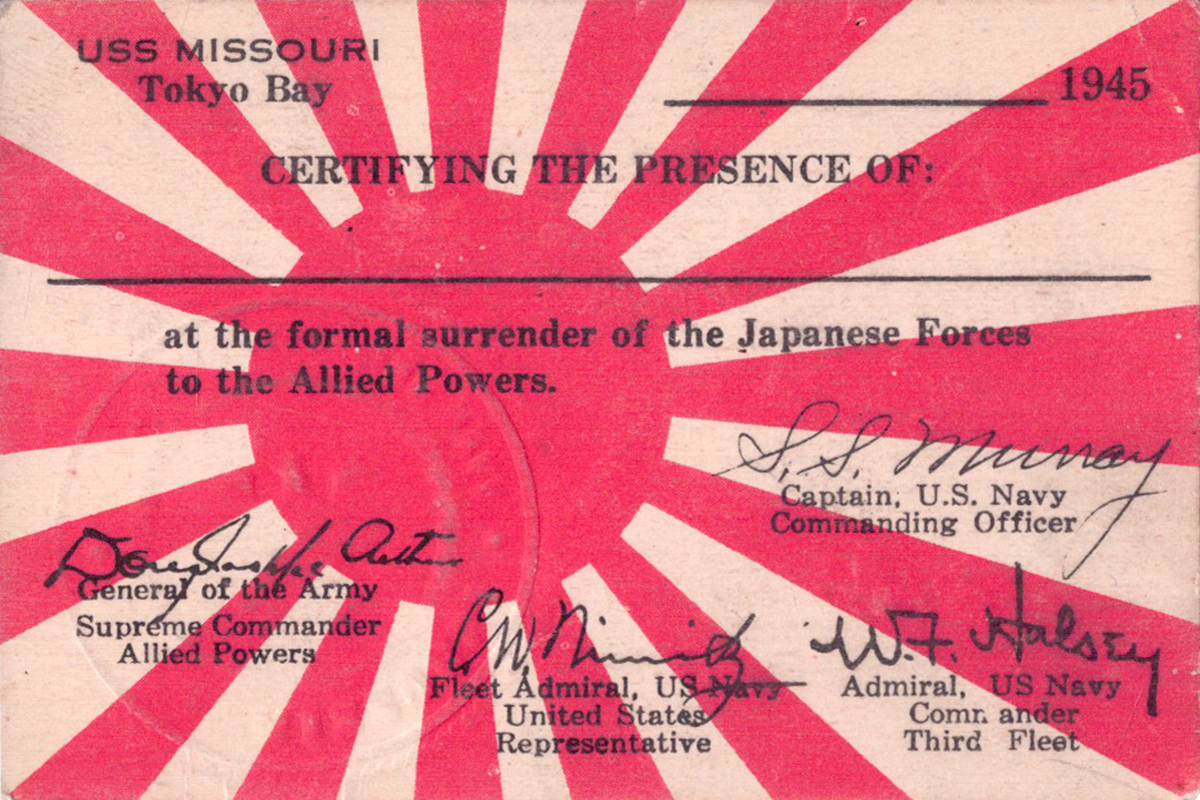 USS MISSOURI
Tokyo Bay
1945
CERTIFYING THE PRESENCE OF:
at the formal surrender of the Japanese Forces
to the Allied Powers.
S. S. Murray
Captain, U.S. Navy
Commanding Officer
Douglas MacArthur
General of the Army
Supreme Commander
Allied Powers
C.W. Nimitz
Fleet Admiral, US Navy
United States
Representative
W. F. Halsey
Admiral, US Navy
Commander
Third Fleet